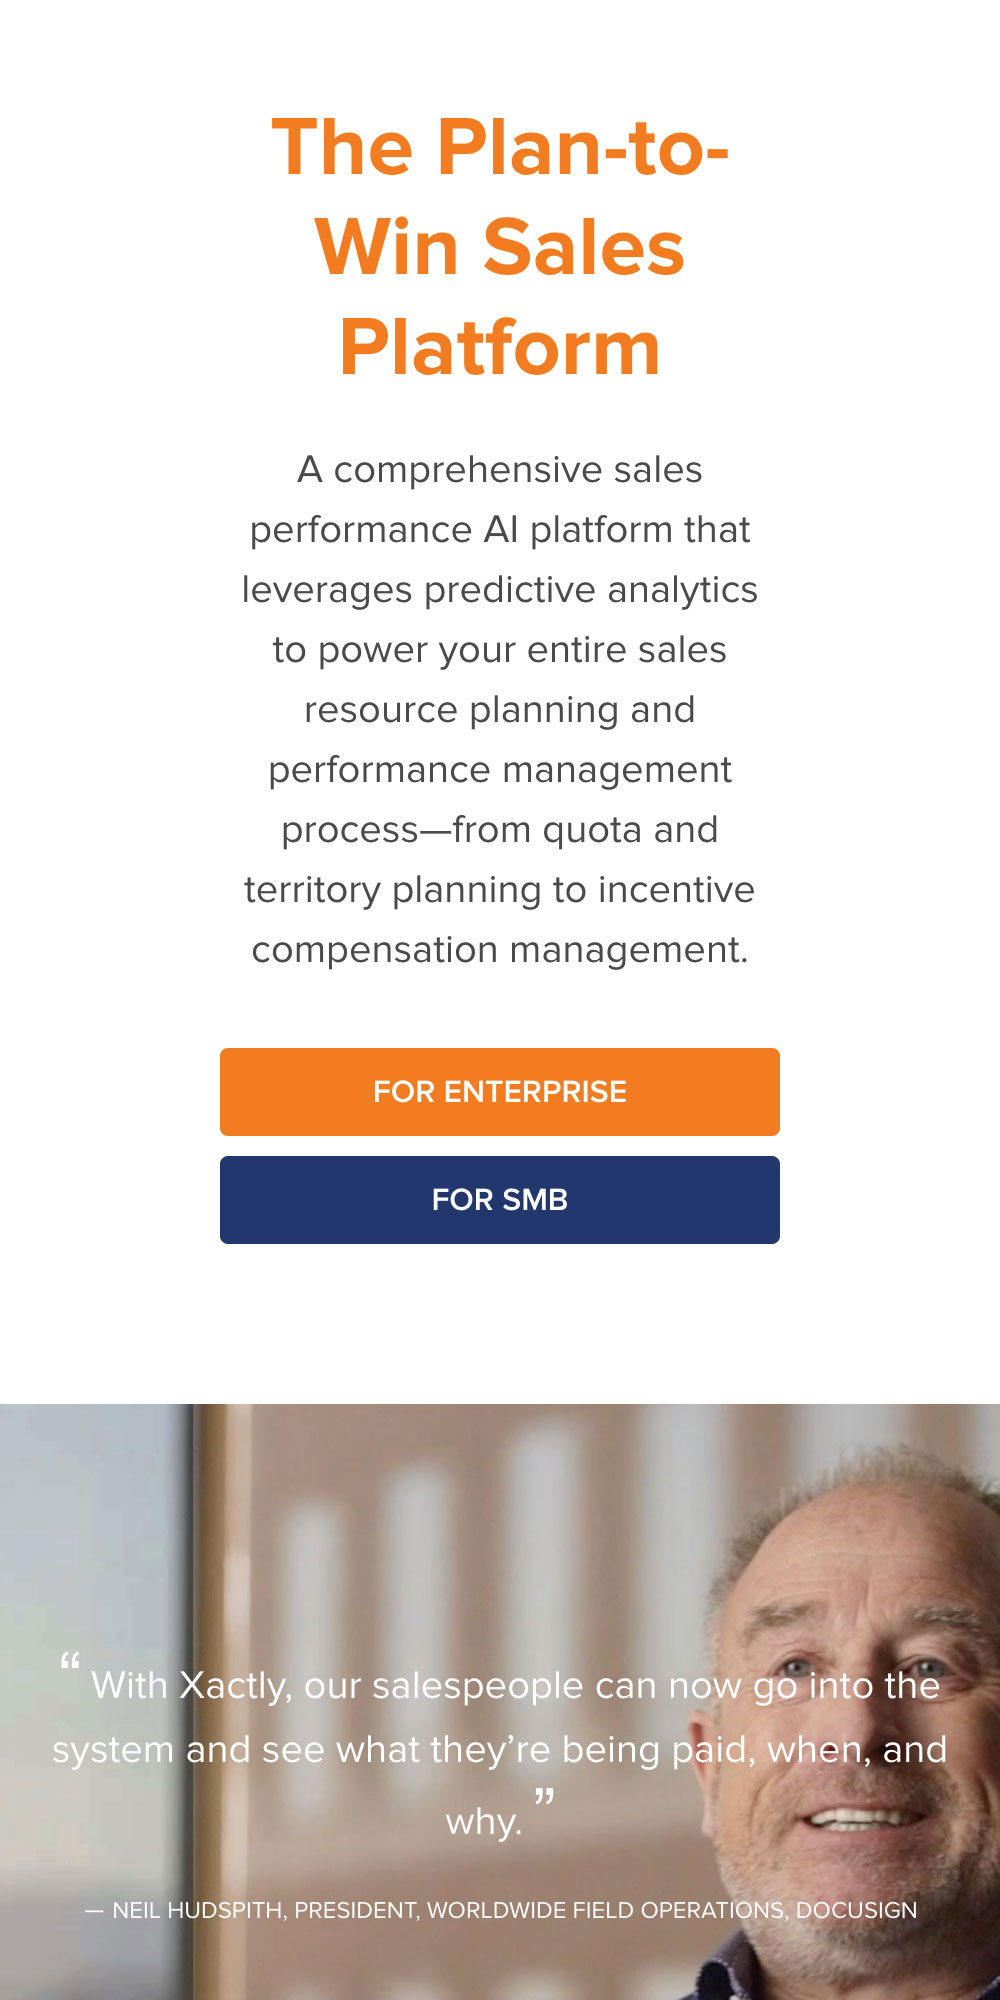 The Plan-to-
Win Sales
Platform
A comprehensive sales
performance AI platform that
leverages predictive analytics
to power your entire sales
resource planning and
performance management
process—from quota and
territory planning to incentive
compensation management.
FOR ENTERPRISE
FOR SMB
“ With Xactly, our salespeople can now go into the
system and see what they’re being paid, when, and
why. ”
— NEIL HUDSPITH, PRESIDENT, WORLDWIDE FIELD OPERATIONS, DOCUSIGN